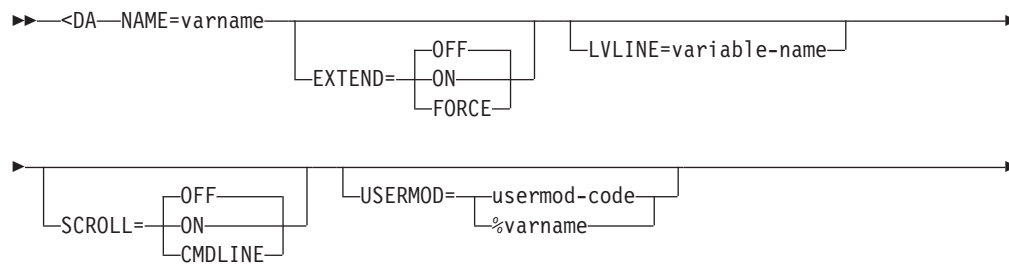 <DA NAME=varname
OFF
LVLINE=variable-name
EXTEND= ON
FORCE
OFF
USERMOD= usermod-code
SCROLL= ON
%varname
CMDLINE